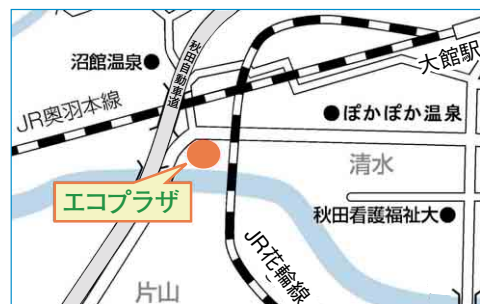 沼館温泉
秋田自動車道
大館駅
JR奥羽本線
ぽかぽか温泉
清水
エコプラザ
秋田看護福祉大
JR花輪線
片山